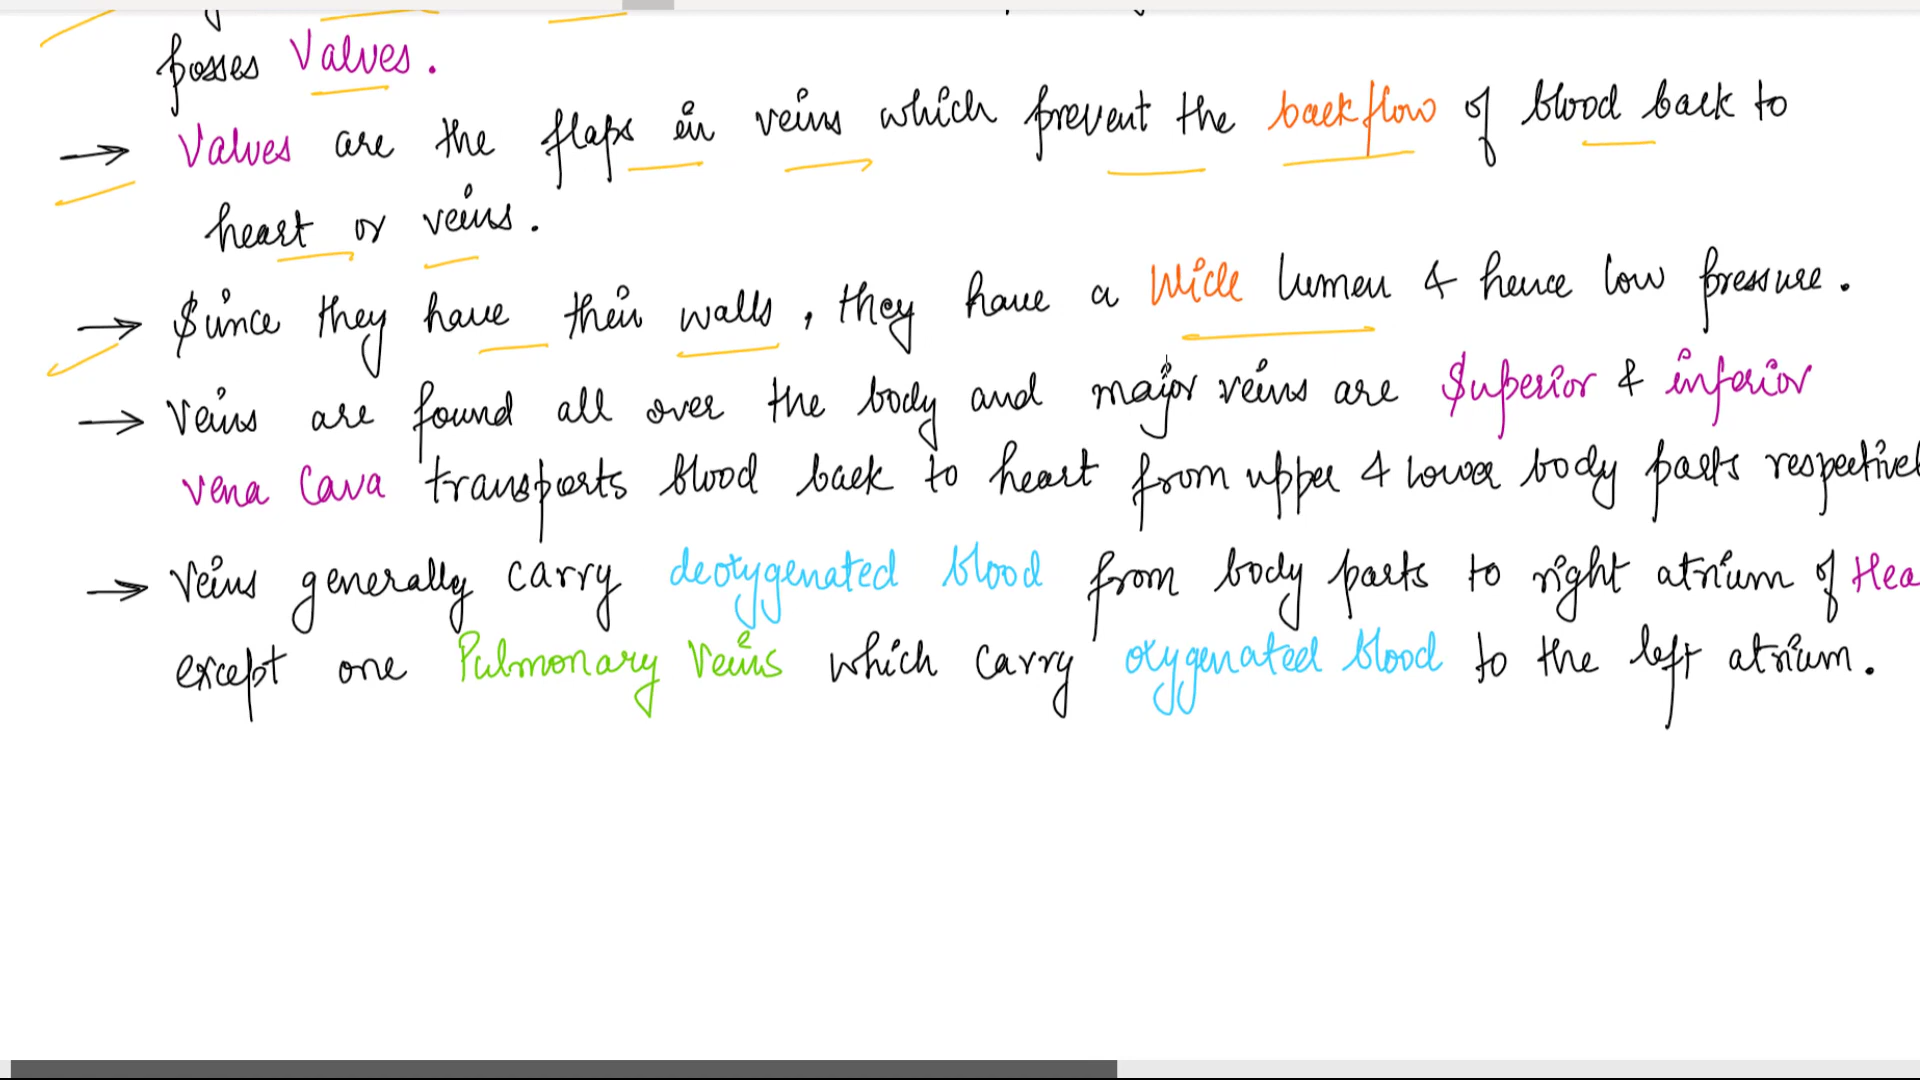 posses Valves.
→ Valves are the flaps in veins which prevent the backflow of blood back to
heart or veins.
→ Since they have thin walls, they have a Wide lumen & hence low pressure.
→ Veins are found all over the body and major veins are Superior & inferior
vena Cava transports blood back to heart from upper & lower body parts respectivel
→ Veins generally carry deoxygenated blood from body parts to right atrium of Hea
except one Pulmonary Veins which carry oxygenated blood to the left atrium.